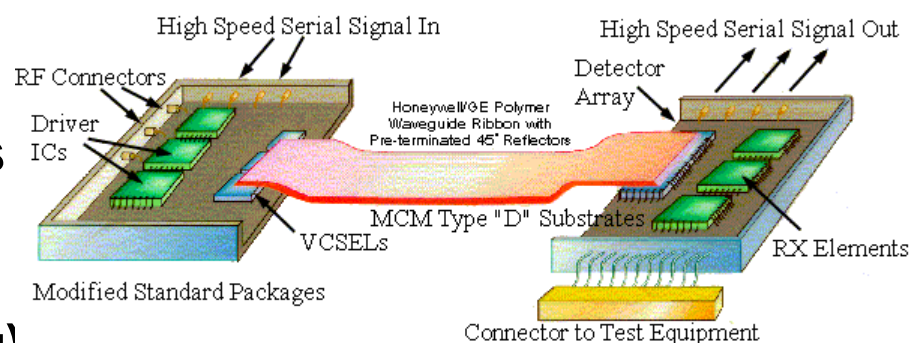 High Speed Serial Signal In
High Speed Serial Signal Out
RF Connectors
Detector
Array
Driver
ICs
Honeywell/GE Polymer
Waveguide Ribbon with
Pre-terminated 45° Reflectors
MCM Type "D" Substrates
VCSELs
RX Elements
Modified Standard Packages
Connector to Test Equipment